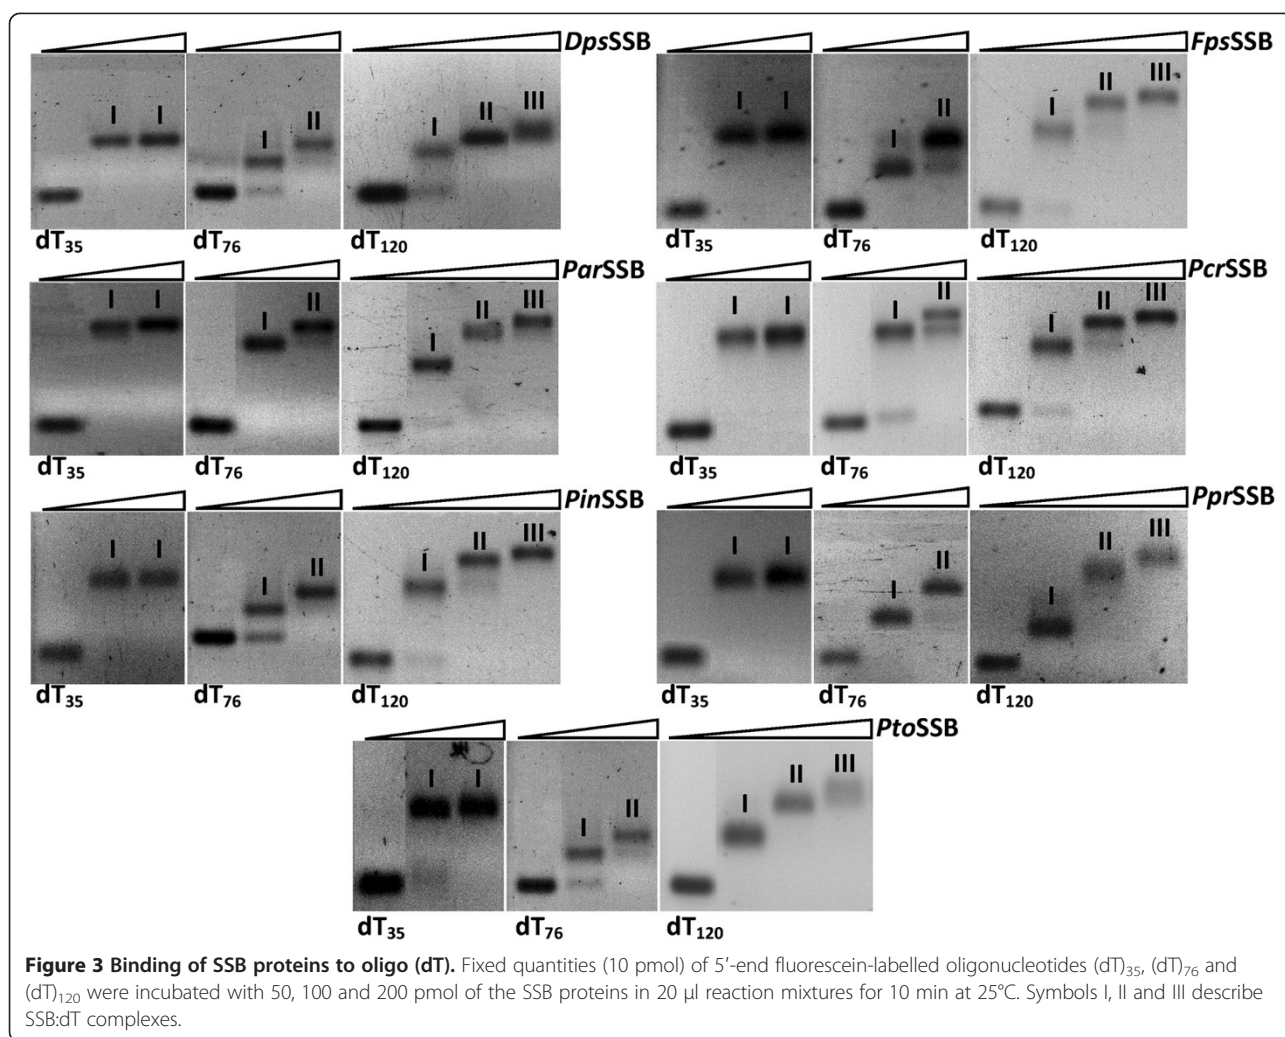 DpsSSB
I I I II I II III
dT35 dT76 dT120
FpsSSB
I I I II I II III
dT35 dT76 dT120
ParSSB
I I I II I II III
dT35 dT76 dT120
PcrSSB
I I I II I II III
dT35 dT76 dT120
PinSSB
I I I II I II III
dT35 dT76 dT120
PprSSB
I I I II I II III
dT35 dT76 dT120
PtoSSB
I I I II I II III
dT35 dT76 dT120
Figure 3 Binding of SSB proteins to oligo (dT). Fixed quantities (10 pmol) of 5′-end fluorescein-labelled oligonucleotides (dT)35, (dT)76 and
(dT)120 were incubated with 50, 100 and 200 pmol of the SSB proteins in 20 μl reaction mixtures for 10 min at 25°C. Symbols I, II and III describe
SSB:dT complexes.